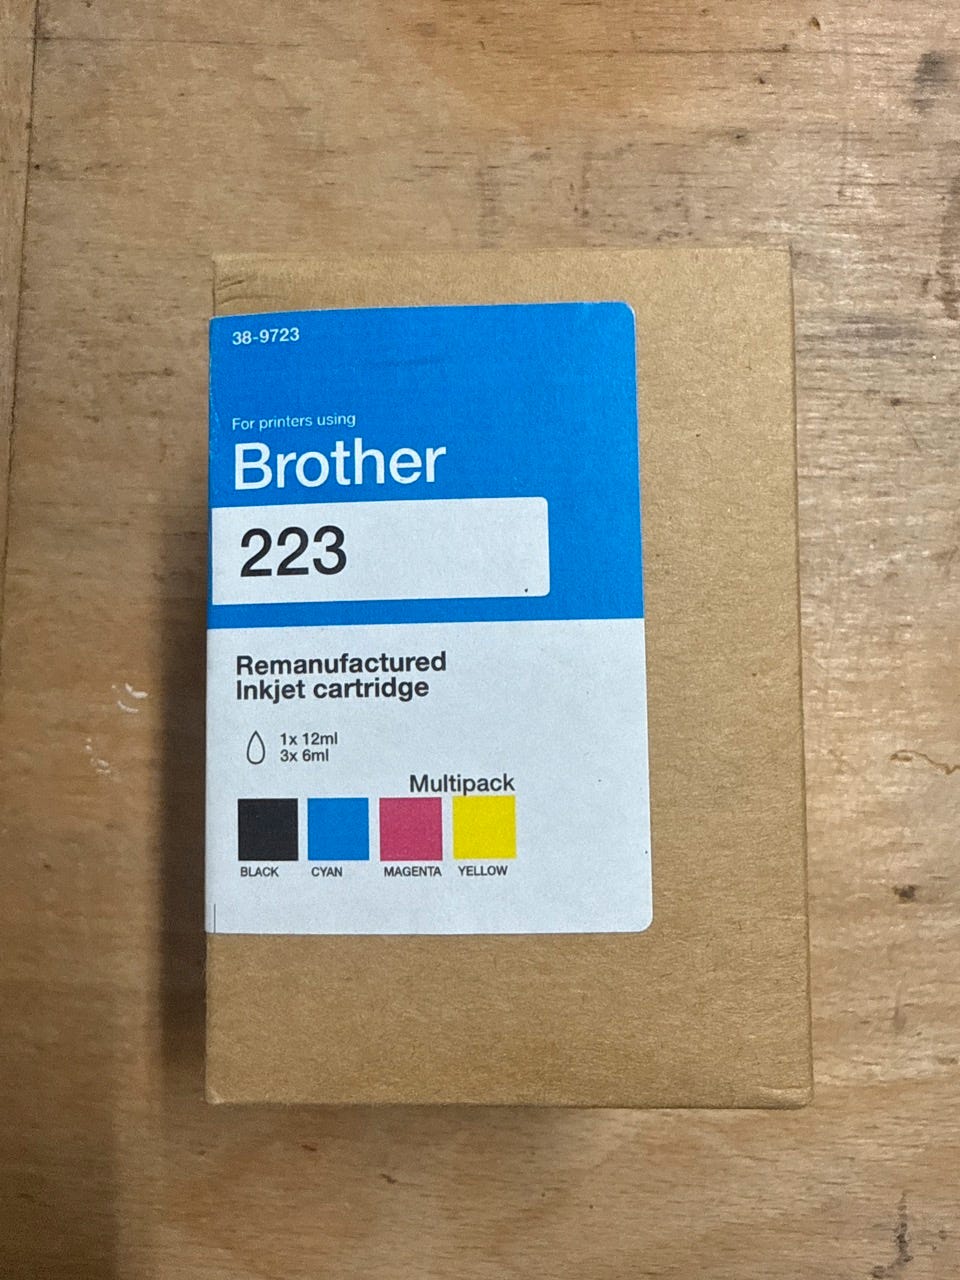 38-9723
For printers using
Brother
223
Remanufactured
Inkjet cartridge
1x 12ml
3x 6ml
Multipack
BLACK CYAN MAGENTA YELLOW